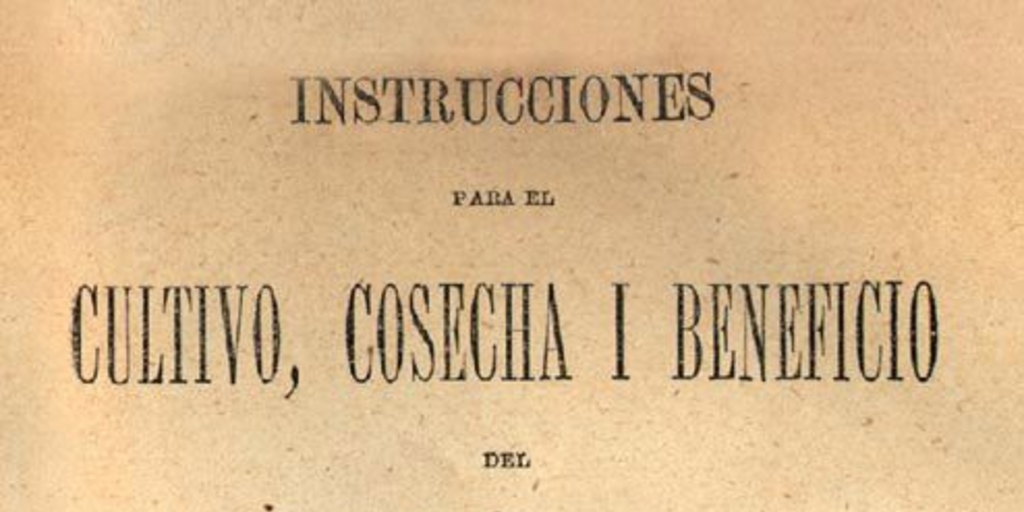 INSTRUCCIONES
PARA EL
CULTIVO, COSECHA I BENEFICIO
DEL